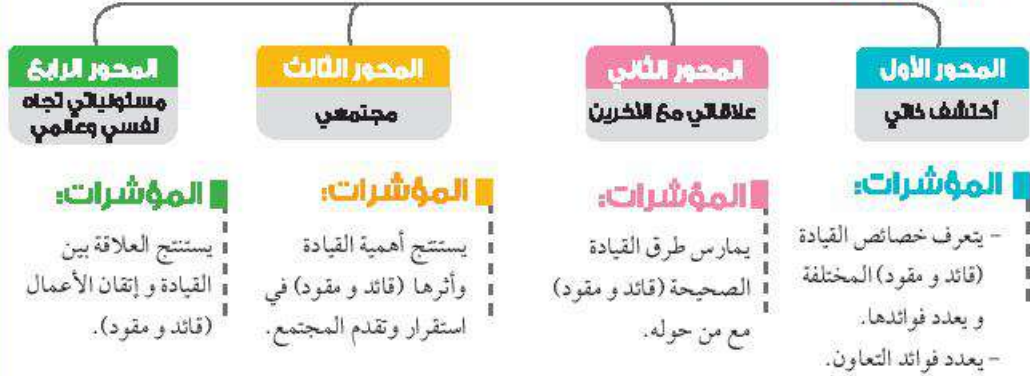 المحور الأول
أكتشف ذاتي
المؤشرات:
- يتعرف خصائص القيادة
(قائد و مقود) المختلفة
و يعدد فوائدها.
- يعدد فوائد التعاون.
المحور الثاني
علاقاتي مع الآخرين
المؤشرات:
يمارس طرق القيادة
الصحيحة (قائد و مقود)
مع من حوله.
المحور الثالث
مجتمعي
المؤشرات:
يستنتج أهمية القيادة
وأثرها (قائد و مقود) في
استقرار وتقدم المجتمع.
المحور الرابع
مسئولياتي تجاه
نفسي وعالمي
المؤشرات:
يستنتج العلاقة بين
القيادة و إتقان الأعمال
(قائد و مقود).